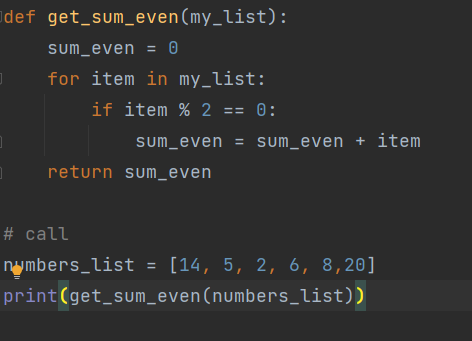 def get_sum_even(my_list):
    sum_even = 0
    for item in my_list:
        if item % 2 == 0:
            sum_even = sum_even + item
    return sum_even

# call
numbers_list = [14, 5, 2, 6, 8,20]
print(get_sum_even(numbers_list))